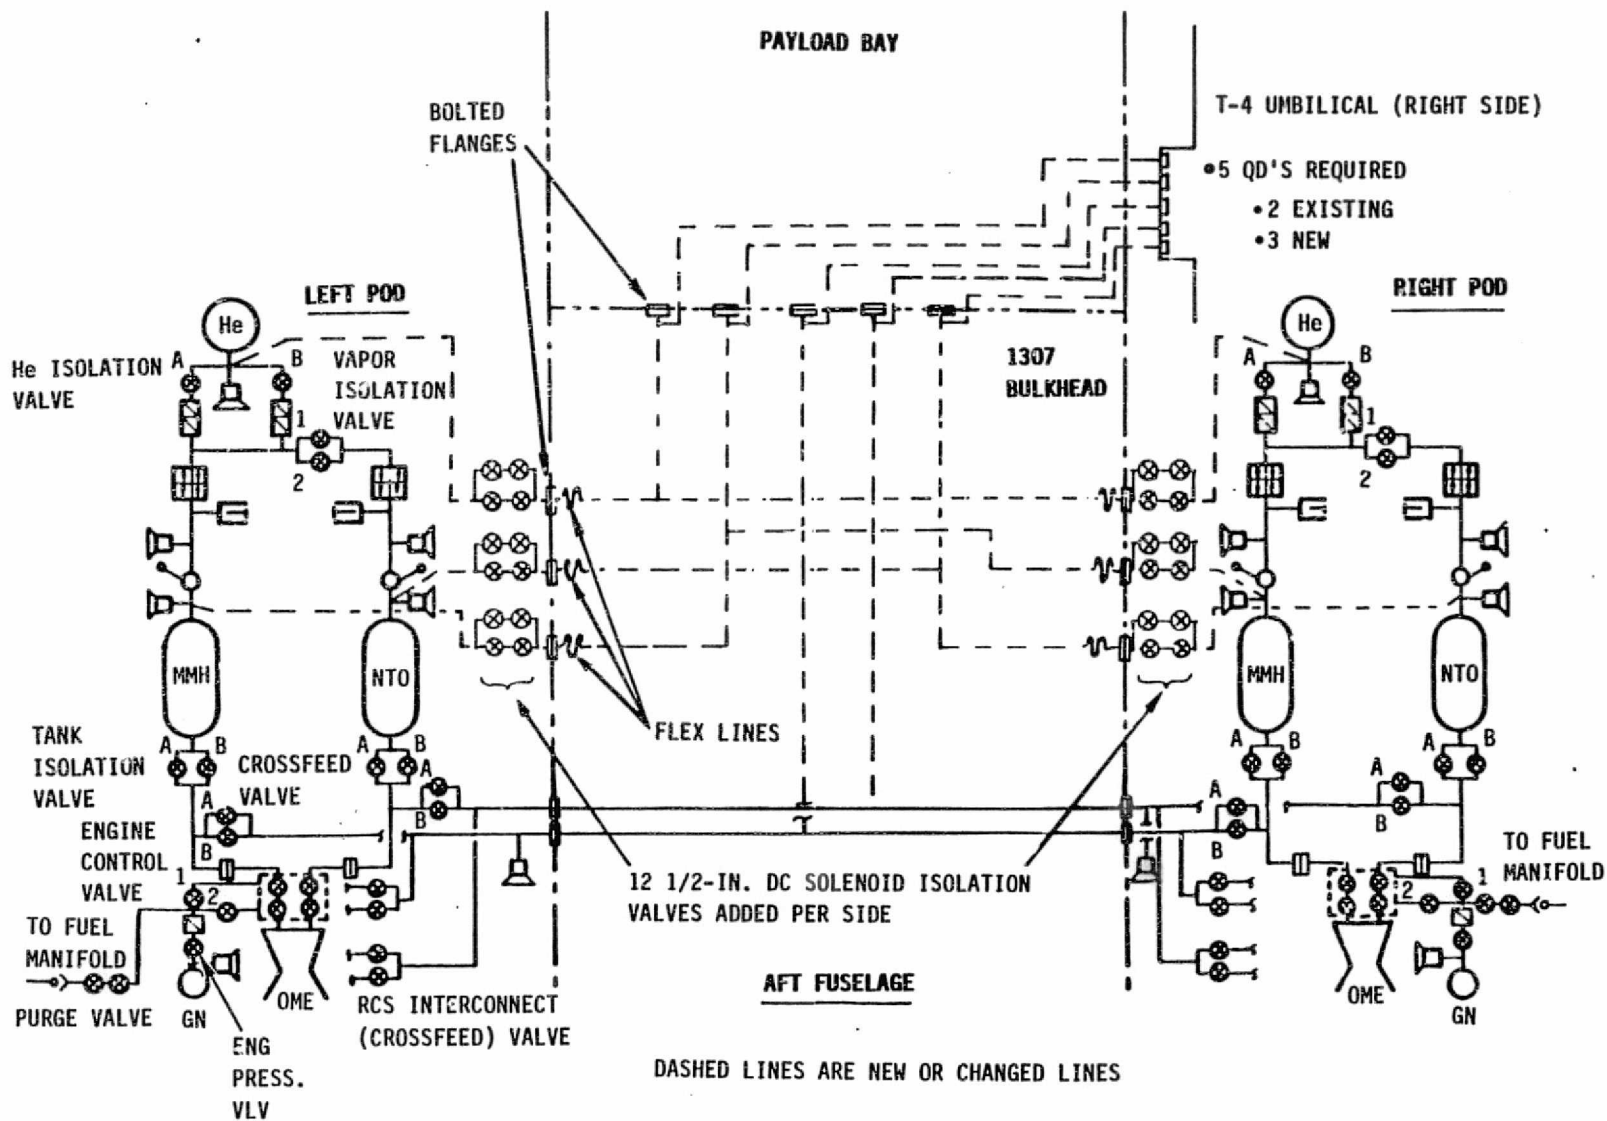 PAYLOAD BAY
BOLTED
FLANGES
T-4 UMBILICAL (RIGHT SIDE)
•5 QD'S REQUIRED
•2 EXISTING
•3 NEW
LEFT POD
RIGHT POD
He
He
A
B
A
B
He ISOLATION
VALVE
VAPOR
ISOLATION
VALVE
1307
BULKHEAD
1
2
1
2
MMH
NTO
MMH
NTO
TANK
ISOLATION
VALVE
A
B
A
B
A
B
A
B
CROSSFEED
VALVE
FLEX LINES
A
B
A
B
A
B
A
B
ENGINE
CONTROL
VALVE
1
2
12 1/2-IN. DC SOLENOID ISOLATION
VALVES ADDED PER SIDE
2
1
TO FUEL
MANIFOLD
TO FUEL
MANIFOLD
PURGE VALVE
GN
OME
RCS INTERCONNECT
(CROSSFEED) VALVE
AFT FUSELAGE
OME
GN
ENG
PRESS.
VLV
DASHED LINES ARE NEW OR CHANGED LINES